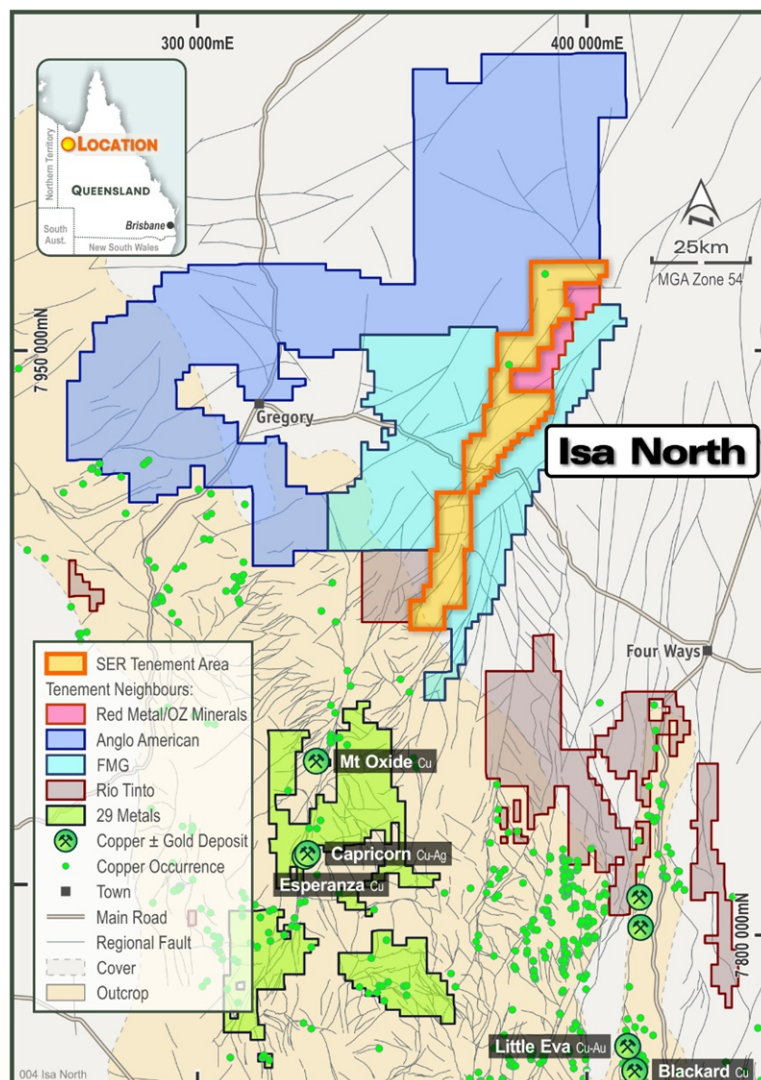 300 000mE
400 000mE
LOCATION
Northern Territory
QUEENSLAND
Brisbane
South
Aust.
New South Wales
25km
MGA Zone 54
7'950 000mN
Gregory
Isa North
Four Ways
SER Tenement Area
Tenement Neighbours:
Red Metal/OZ Minerals
Anglo American
FMG
Rio Tinto
29 Metals
Copper ± Gold Deposit
Copper Occurrence
Town
Main Road
Regional Fault
Cover
Outcrop
Mt Oxide Cu
Capricorn Cu-Ag
Esperanza Cu
7'800 000mN
Little Eva Cu-Au
Blackard Cu
004 Isa North